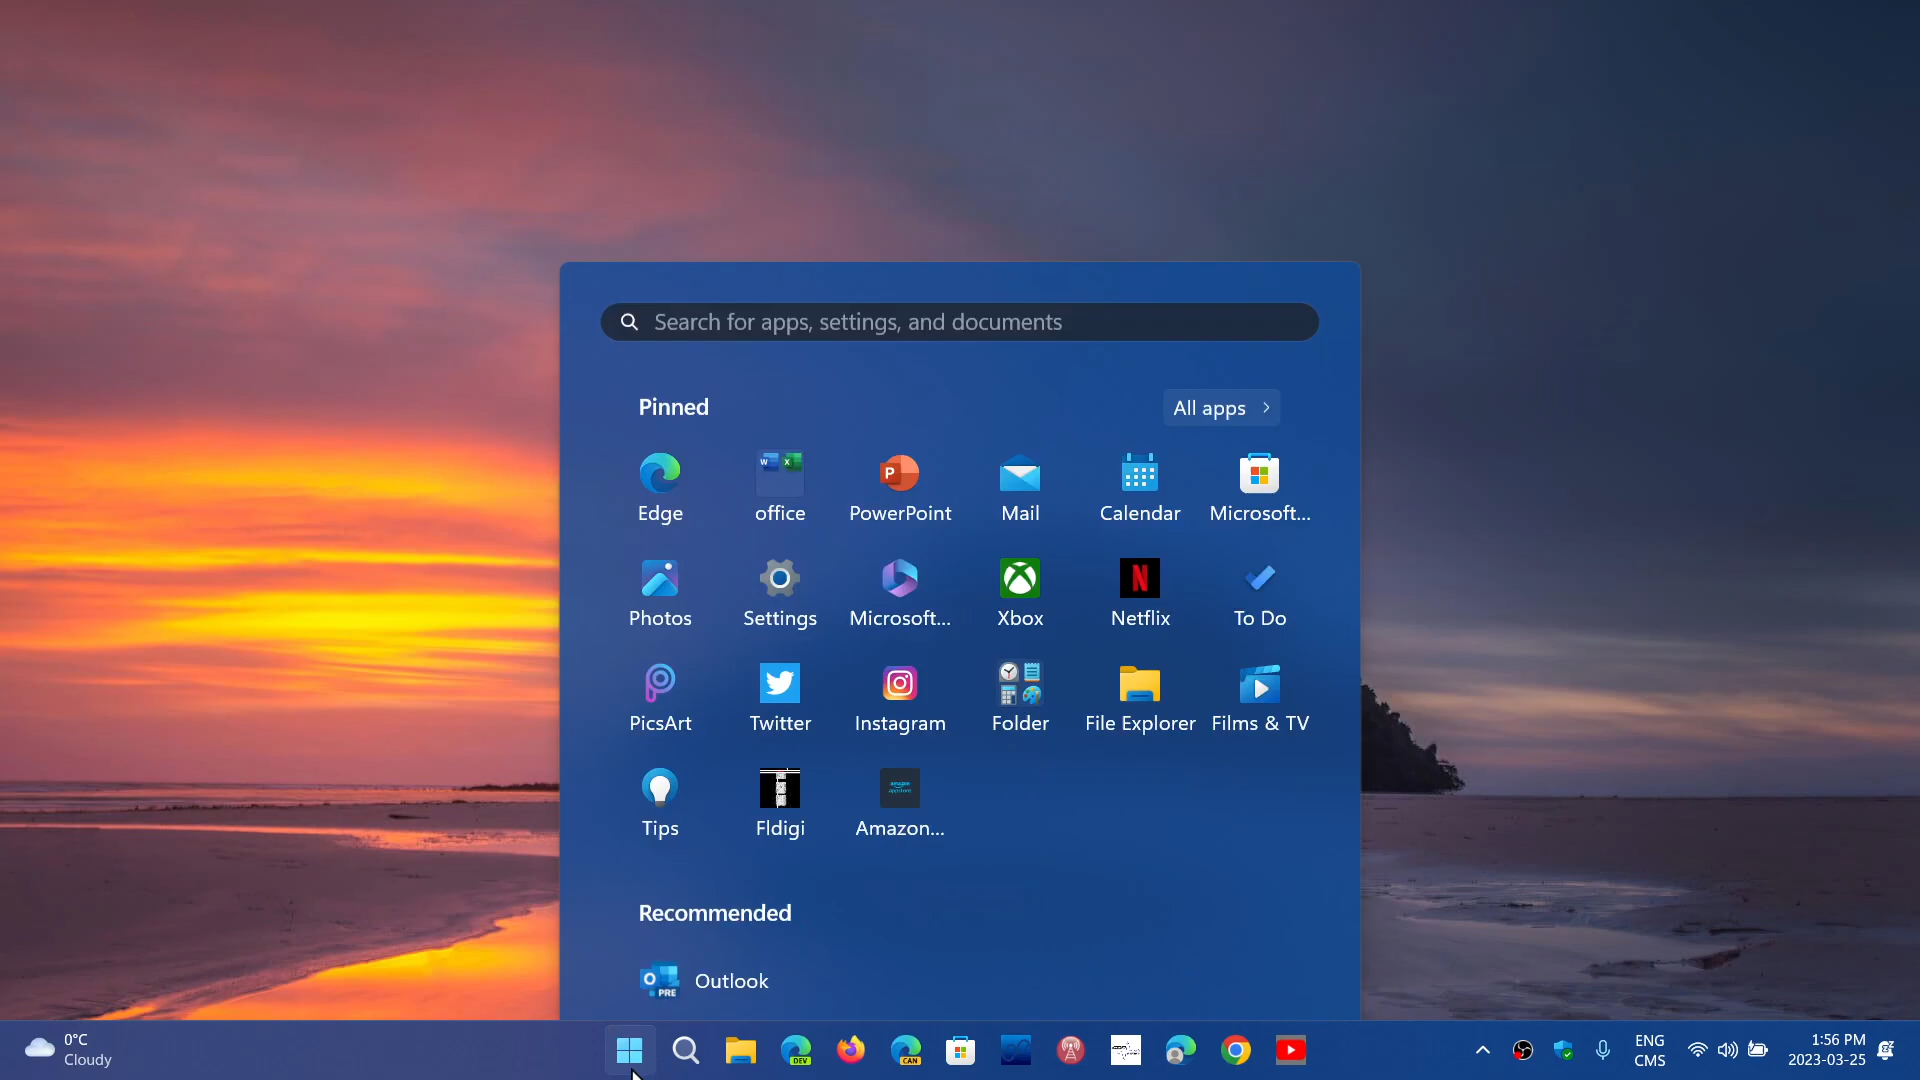 Search for apps, settings, and documents
Pinned
All apps
Edge
office
PowerPoint
Mail
Calendar
Microsoft...
Photos
Settings
Microsoft...
Xbox
Netflix
To Do
PicsArt
Twitter
Instagram
Folder
File Explorer
Films & TV
Tips
Fldigi
Amazon...
Recommended
Outlook
0°C
Cloudy
DEV
CAN
ENG
CMS
1:56 PM
2023-03-25